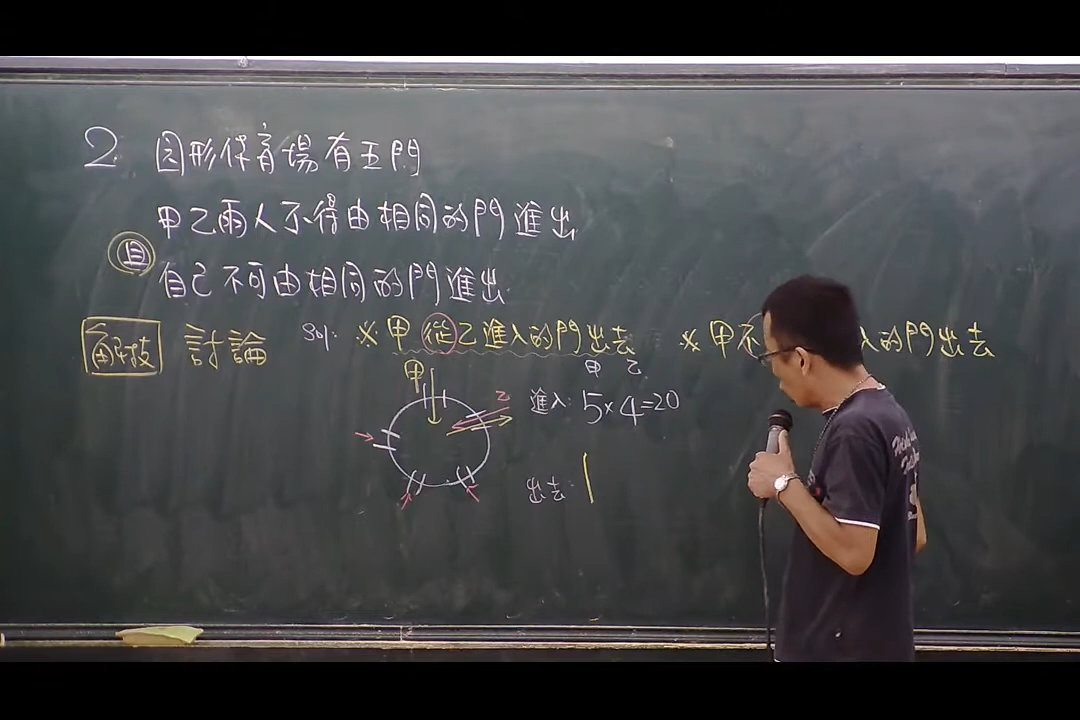 2. 圓形体育場有五門
甲乙兩人不得由相同的門進出
且
自己不可由相同的門進出
解技 討論 Sol: ※甲從乙進入的門出去 ※甲不
入的門出去
甲
乙
甲 乙
進入: 5×4=20
出去: 1